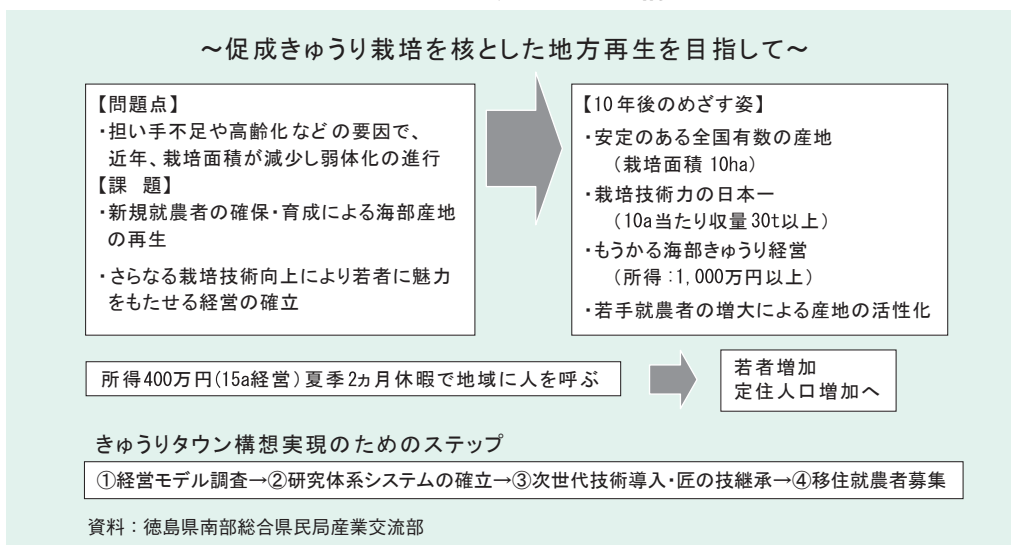 ～促成きゅうり栽培を核とした地方再生を目指して～
【問題点】
・担い手不足や高齢化などの要因で、
近年、栽培面積が減少し弱体化の進行
【課　題】
・新規就農者の確保・育成による海部産地
の再生
・さらなる栽培技術向上により若者に魅力
をもたせる経営の確立
【10年後のめざす姿】
・安定のある全国有数の産地
（栽培面積 10ha）
・栽培技術力の日本一
（10a当たり収量30t以上）
・もうかる海部きゅうり経営
（所得：1,000万円以上）
・若手就農者の増大による産地の活性化
所得400万円(15a経営)夏季2ヵ月休暇で地域に人を呼ぶ
若者増加
定住人口増加へ
きゅうりタウン構想実現のためのステップ
①経営モデル調査→②研究体系システムの確立→③次世代技術導入・匠の技継承→④移住就農者募集
資料：徳島県南部総合県民局産業交流部